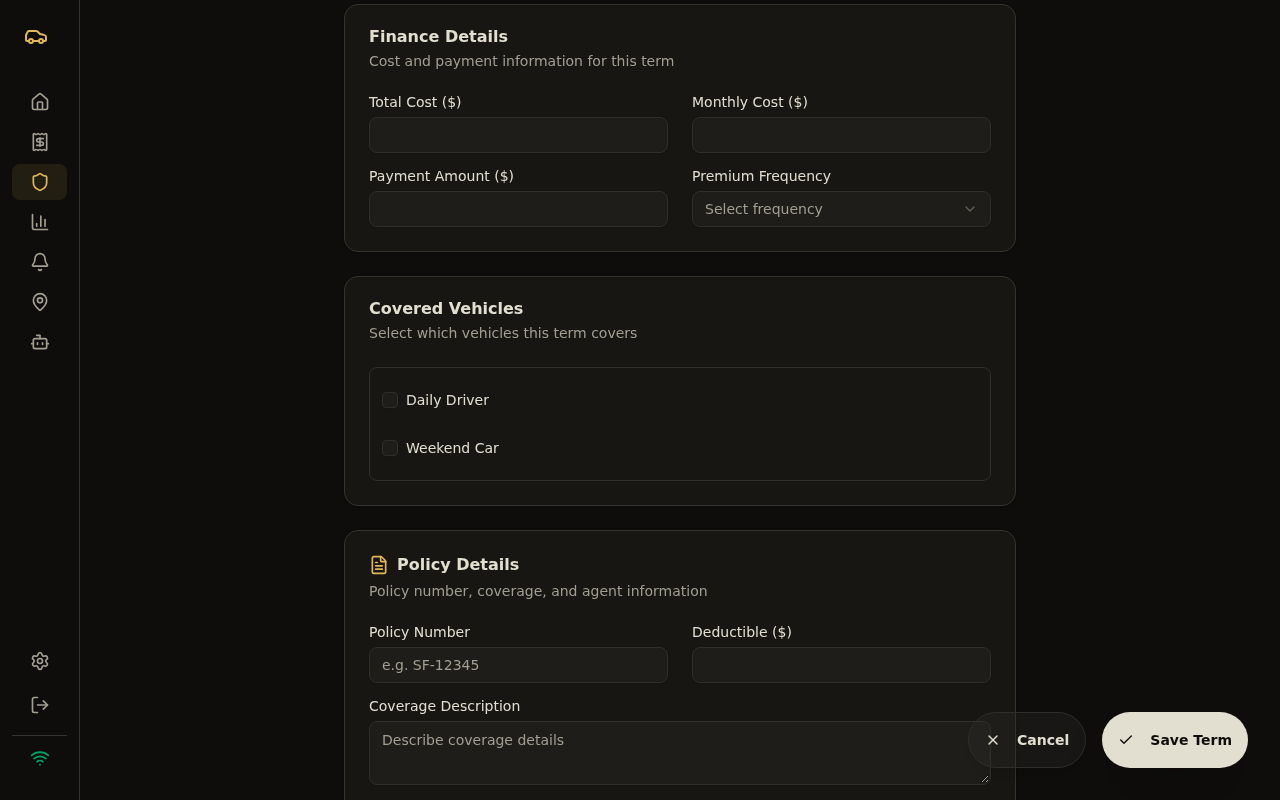 Finance Details
Cost and payment information for this term
Total Cost ($)
Monthly Cost ($)
Payment Amount ($)
Premium Frequency
Select frequency
Covered Vehicles
Select which vehicles this term covers
Daily Driver
Weekend Car
Policy Details
Policy number, coverage, and agent information
Policy Number
Deductible ($)
e.g. SF-12345
Coverage Description
Describe coverage details
Cancel
Save Term